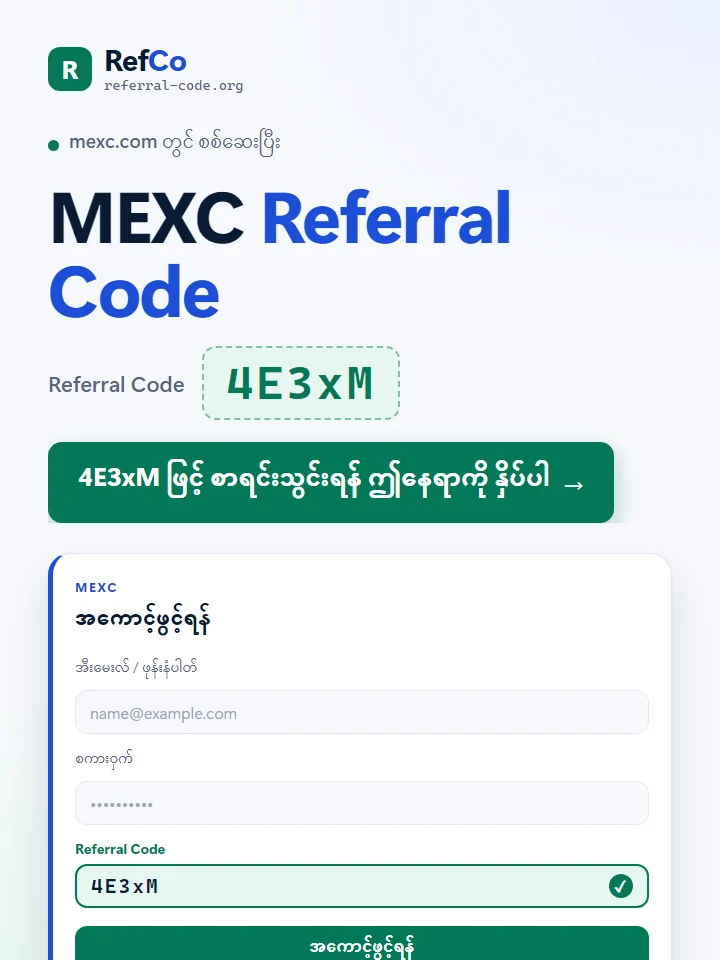 R
RefCo
referral-code.org
mexc.com တွင် စစ်ဆေးပြီး
MEXC Referral
Code
Referral Code
4E3xM
4E3xM ဖြင့် စာရင်းသွင်းရန် ဤနေရာကို နှိပ်ပါ →
MEXC
အကောင့်ဖွင့်ရန်
အီးမေးလ် / ဖုန်းနံပါတ်
name@example.com
စကားဝှက်
••••••••••
Referral Code
4E3xM
အကောင့်ဖွင့်ရန်